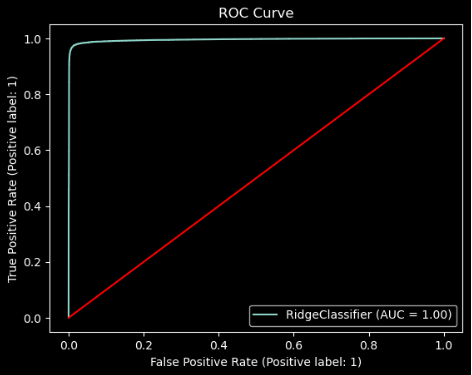 ROC Curve
True Positive Rate (Positive label: 1)
1.0
0.8
0.6
0.4
0.2
0.0
RidgeClassifier (AUC = 1.00)
0.0 0.2 0.4 0.6 0.8 1.0
False Positive Rate (Positive label: 1)